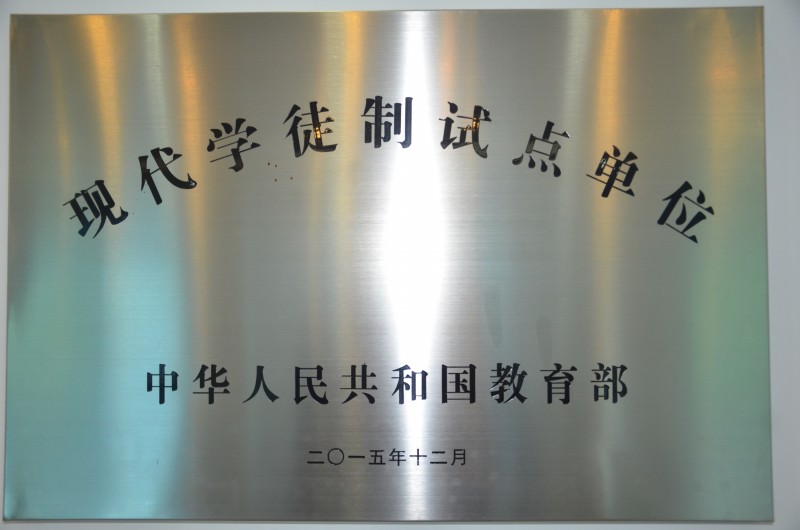 现代学徒制试点单位
中华人民共和国教育部
二〇一五年十二月